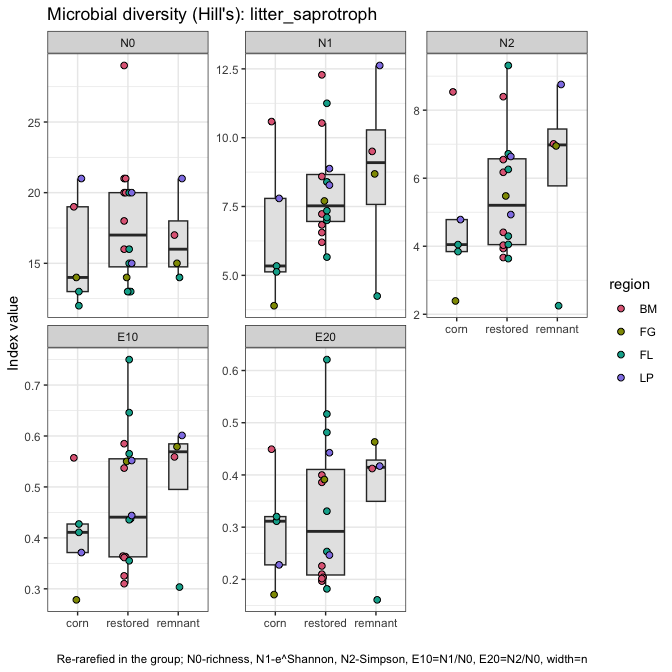 Microbial diversity (Hill's): litter_saprotroph
N0
N1
N2
25
20
15
12.5
10.0
7.5
5.0
8
6
4
2
corn restored remnant
E10
E20
0.7
0.6
0.5
0.4
0.3
0.6
0.5
0.4
0.3
0.2
corn restored remnant
corn restored remnant
Index value
region
BM
FG
FL
LP
Re-rarefied in the group; N0-richness, N1-e^Shannon, N2-Simpson, E10=N1/N0, E20=N2/N0, width=n